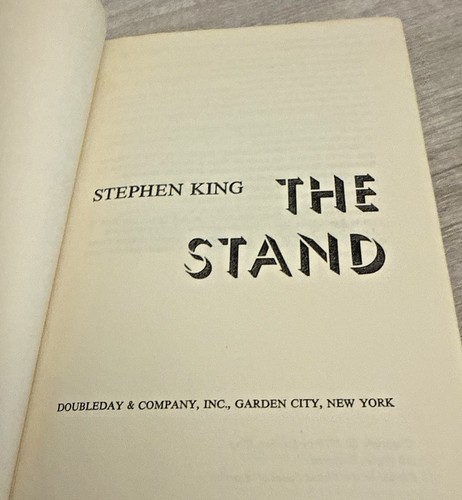 STEPHEN KING THE
STAND
DOUBLEDAY & COMPANY, INC., GARDEN CITY, NEW YORK